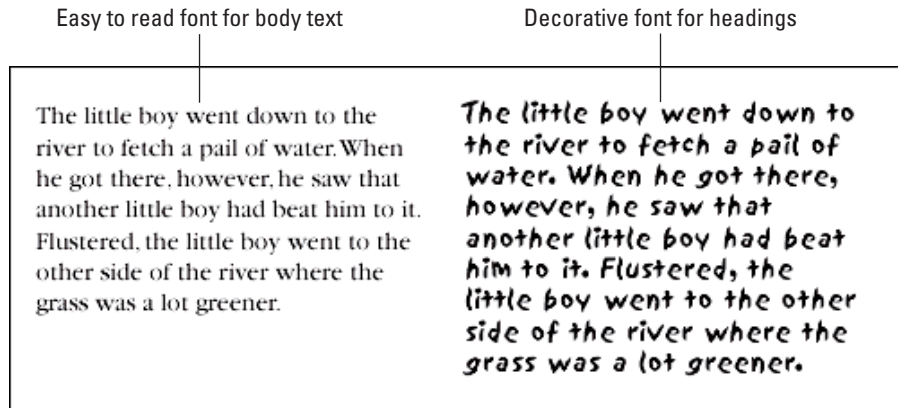 Easy to read font for body text
Decorative font for headings
The little boy went down to the
river to fetch a pail of water. When
he got there, however, he saw that
another little boy had beat him to it.
Flustered, the little boy went to the
other side of the river where the
grass was a lot greener.
The little boy went down to
the river to fetch a pail of
water. When he got there,
however, he saw that
another little boy had beat
him to it. Flustered, the
little boy went to the other
side of the river where the
grass was a lot greener.